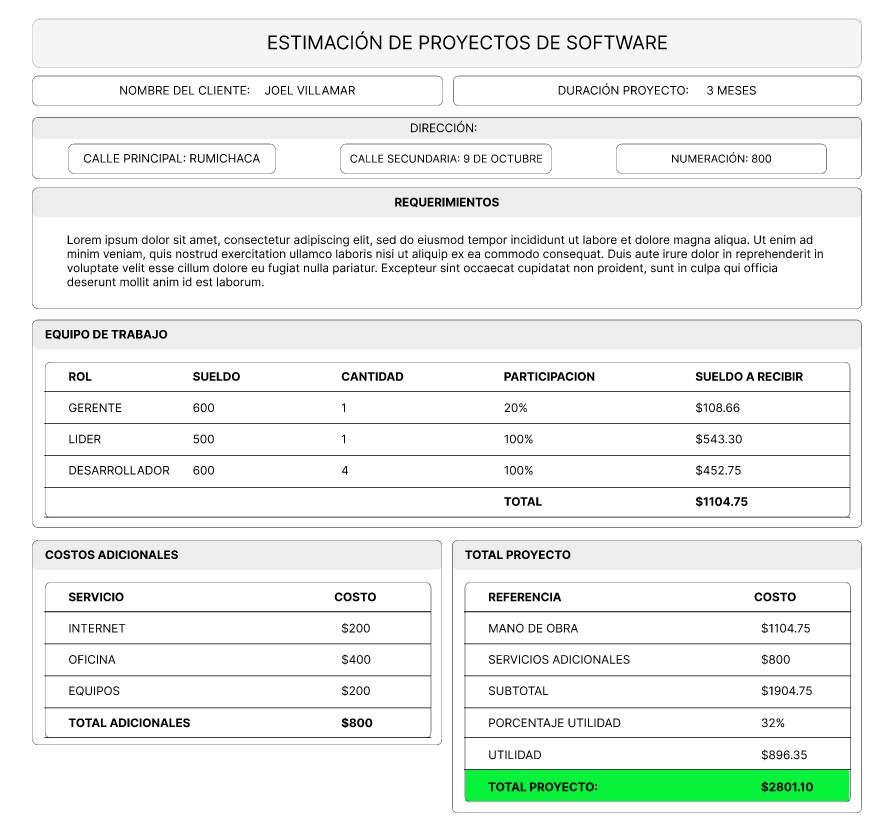 ESTIMACIÓN DE PROYECTOS DE SOFTWARE
NOMBRE DEL CLIENTE: JOEL VILLAMAR
DURACIÓN PROYECTO: 3 MESES
DIRECCIÓN:
CALLE PRINCIPAL: RUMICHACA
CALLE SECUNDARIA: 9 DE OCTUBRE
NUMERACIÓN: 800
REQUERIMIENTOS
Lorem ipsum dolor sit amet, consectetur adipiscing elit, sed do eiusmod tempor incididunt ut labore et dolore magna aliqua. Ut enim ad
minim veniam, quis nostrud exercitation ullamco laboris nisi ut aliquip ex ea commodo consequat. Duis aute irure dolor in reprehenderit in
voluptate velit esse cillum dolore eu fugiat nulla pariatur. Excepteur sint occaecat cupidatat non proident, sunt in culpa qui officia
deserunt mollit anim id est laborum.
EQUIPO DE TRABAJO
ROL SUELDO CANTIDAD PARTICIPACION SUELDO A RECIBIR
GERENTE 600 1 20% $108.66
LIDER 500 1 100% $543.30
DESARROLLADOR 600 4 100% $452.75
TOTAL $1104.75
COSTOS ADICIONALES
SERVICIO COSTO
INTERNET $200
OFICINA $400
EQUIPOS $200
TOTAL ADICIONALES $800
TOTAL PROYECTO
REFERENCIA COSTO
MANO DE OBRA $1104.75
SERVICIOS ADICIONALES $800
SUBTOTAL $1904.75
PORCENTAJE UTILIDAD 32%
UTILIDAD $896.35
TOTAL PROYECTO: $2801.10